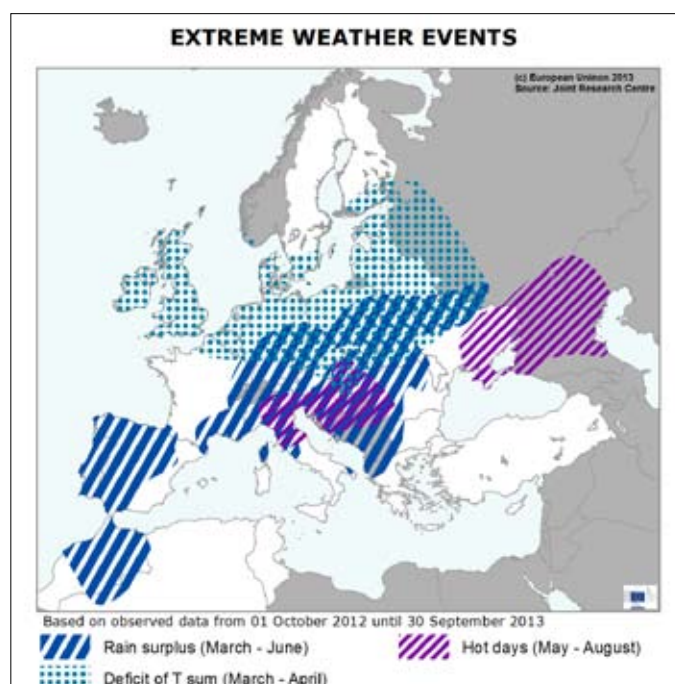 EXTREME WEATHER EVENTS
(c) European Uninon 2013
Source: Joint Research Centre
Based on observed data from 01 October 2012 until 30 September 2013
Rain surplus (March - June)
Hot days (May - August)
Deficit of T sum (March - April)